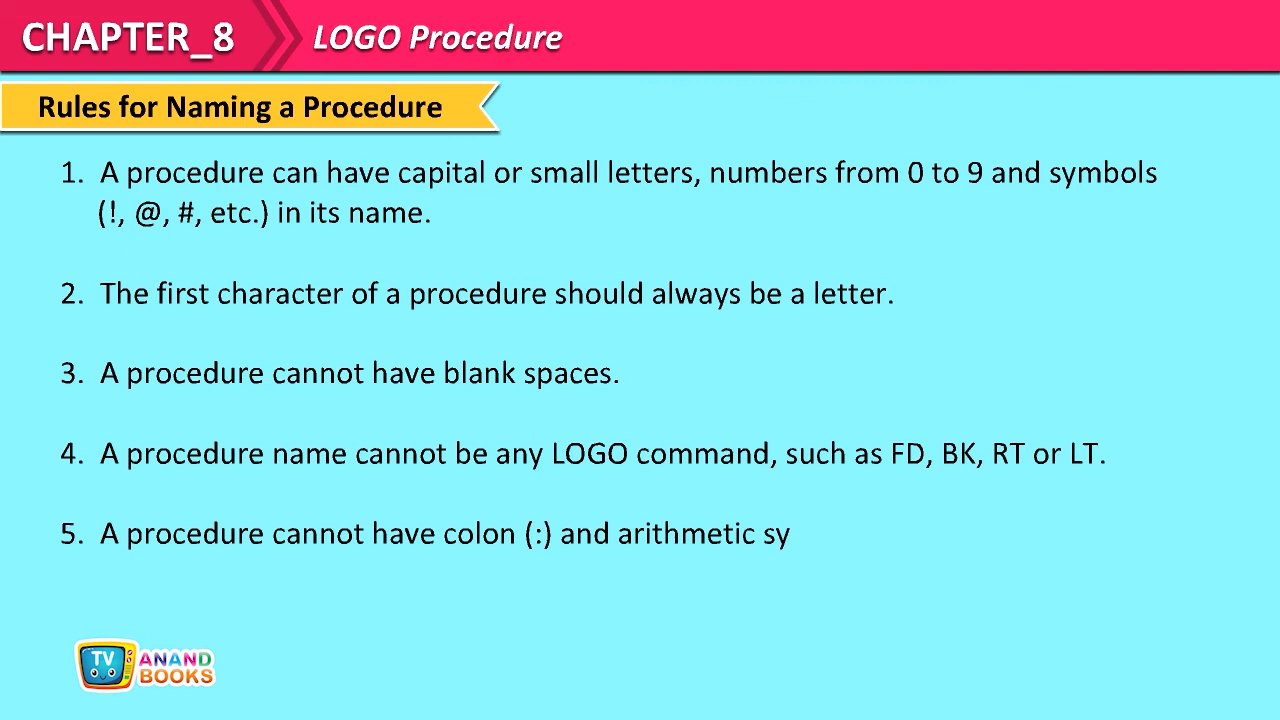 CHAPTER_8
LOGO Procedure
Rules for Naming a Procedure
1. A procedure can have capital or small letters, numbers from 0 to 9 and symbols
(!, @, #, etc.) in its name.
2. The first character of a procedure should always be a letter.
3. A procedure cannot have blank spaces.
4. A procedure name cannot be any LOGO command, such as FD, BK, RT or LT.
5. A procedure cannot have colon (:) and arithmetic sy
TV
ANAND
BOOKS